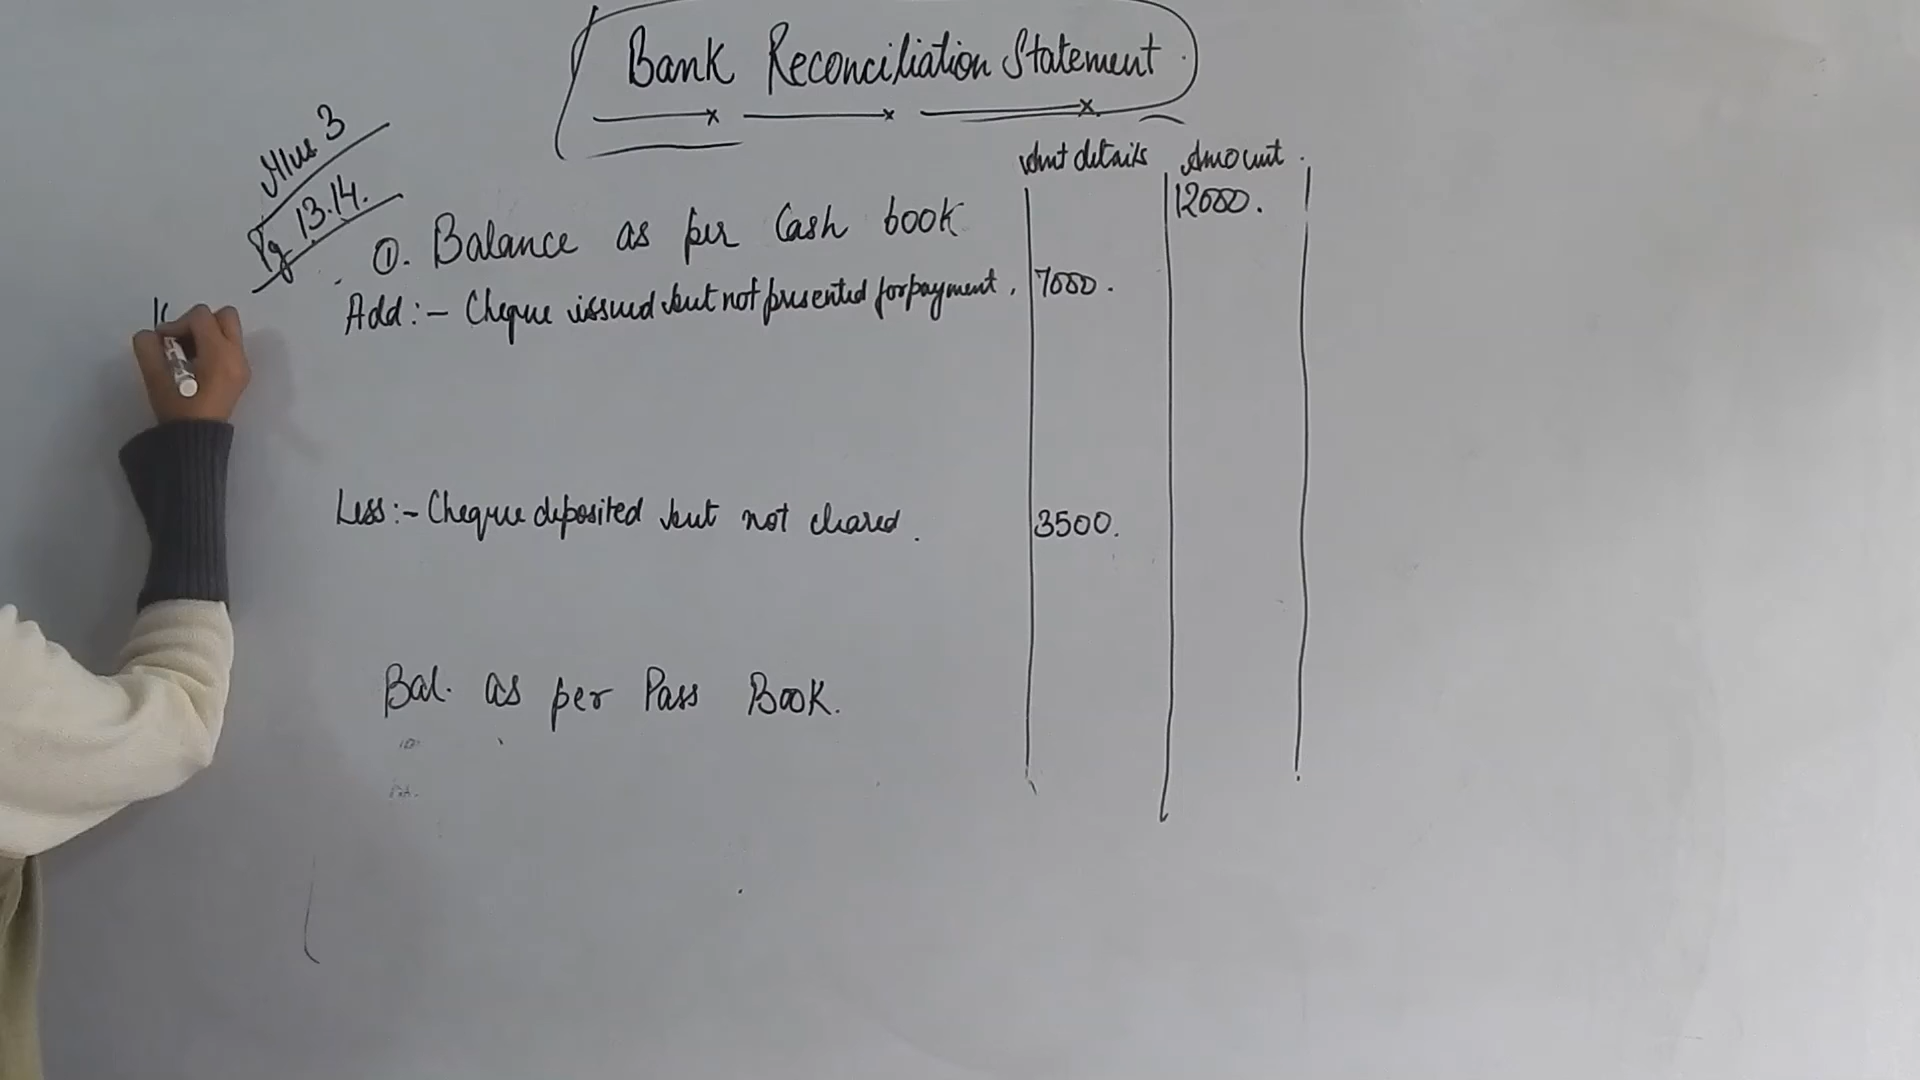 Bank Reconciliation Statement
Illus 3
Pg 13.14.
Amt details Amount
①. Balance as per Cash book 12000.
Add:- Cheque issued but not presented for payment. 7000.
Less:- Cheque deposited but not cleared. 3500.
Bal. as per Pass Book.